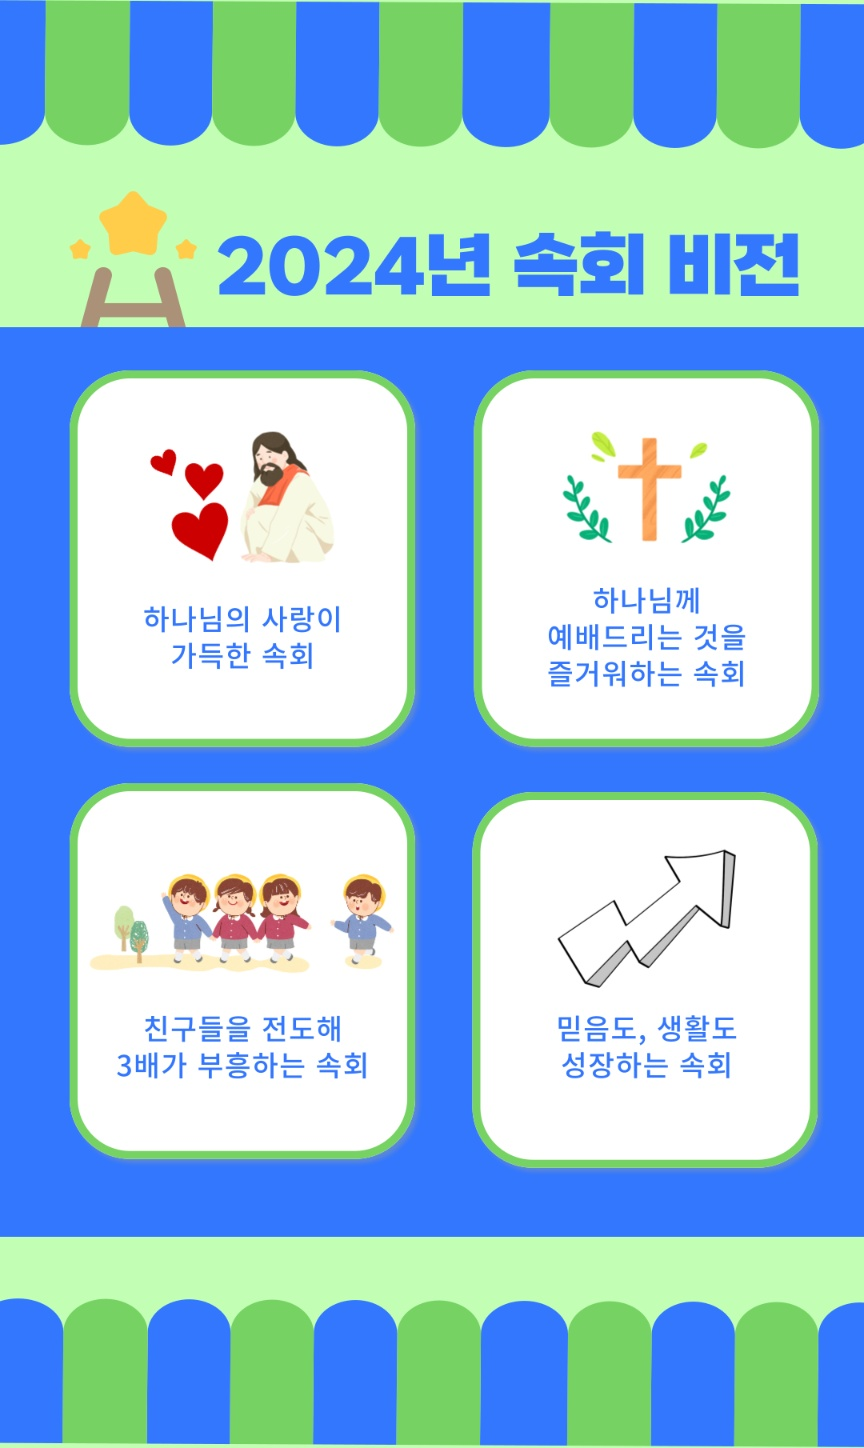 2024년 속회 비전
하나님의 사랑이
가득한 속회
하나님께
예배드리는 것을
즐거워하는 속회
친구들을 전도해
3배가 부흥하는 속회
믿음도, 생활도
성장하는 속회